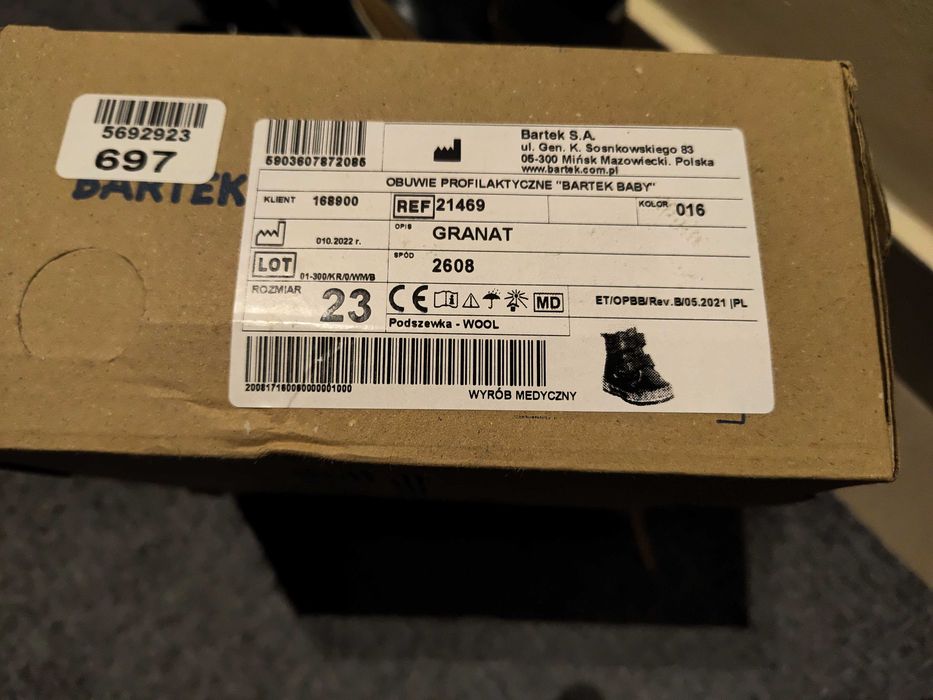 5692923
697
BARTEK
5903607872085
Bartek S.A.
ul. Gen. K. Sosnkowskiego 83
05-300 Mińsk Mazowiecki. Polska
www.bartek.com.pl
OBUWIE PROFILAKTYCZNE "BARTEK BABY"
KLIENT 168900
REF 21469
KOLOR 016
010.2022 r.
OPIS GRANAT
LOT 01-300/KR/0/WM/B
SPÓD 2608
ROZMIAR 23
CE MD
ET/OPBB/Rev.B/05.2021 |PL
Podszewka - WOOL
WYRÓB MEDYCZNY